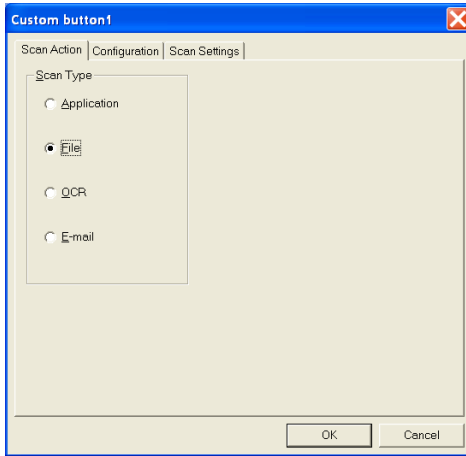 Custom button1
Scan Action Configuration Scan Settings
Scan Type
Application
File
OCR
E-mail
OK Cancel